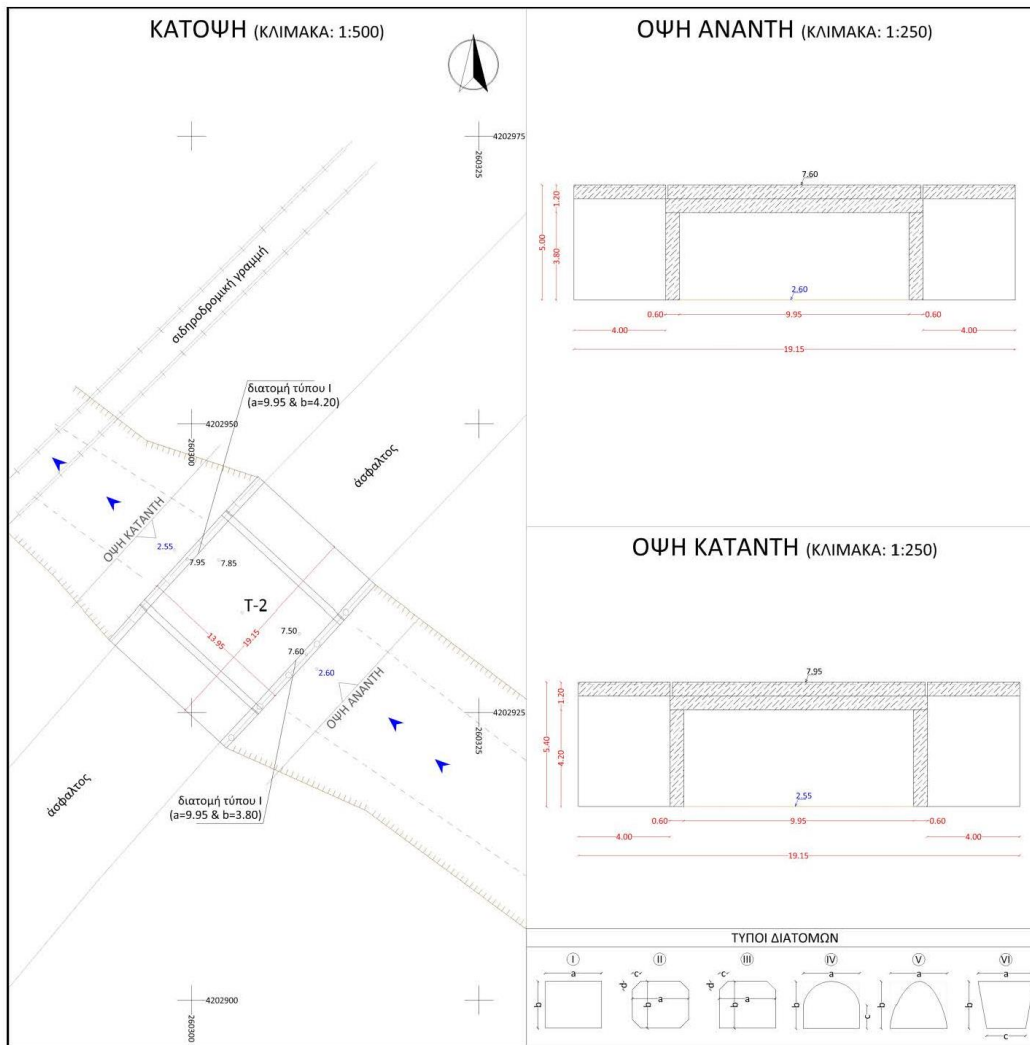 ΚΑΤΟΨΗ (ΚΛΙΜΑΚΑ: 1:500)
4202975
260325
σιδηροδρομική γραμμή
διατομή τύπου Ι
(a=9.95 & b=4.20)
4202950
260300
άσφαλτος
ΟΨΗ ΚΑΤΑΝΤΗ
2.55
7.95
7.85
Τ-2
13.95
19.15
7.50
7.60
2.60
ΟΨΗ ΑΝΑΝΤΗ
4202925
260325
άσφαλτος
διατομή τύπου Ι
(a=9.95 & b=3.80)
4202900
260300
ΟΨΗ ΑΝΑΝΤΗ (ΚΛΙΜΑΚΑ: 1:250)
7.60
1.20
5.00
3.80
2.60
0.60 9.95 0.60
4.00 4.00
19.15
ΟΨΗ ΚΑΤΑΝΤΗ (ΚΛΙΜΑΚΑ: 1:250)
7.95
1.20
5.40
4.20
2.55
0.60 9.95 0.60
4.00 4.00
19.15
ΤΥΠΟΙ ΔΙΑΤΟΜΩΝ
I II III IV V VI
a c c a a a
b d b a d b a b c b b c